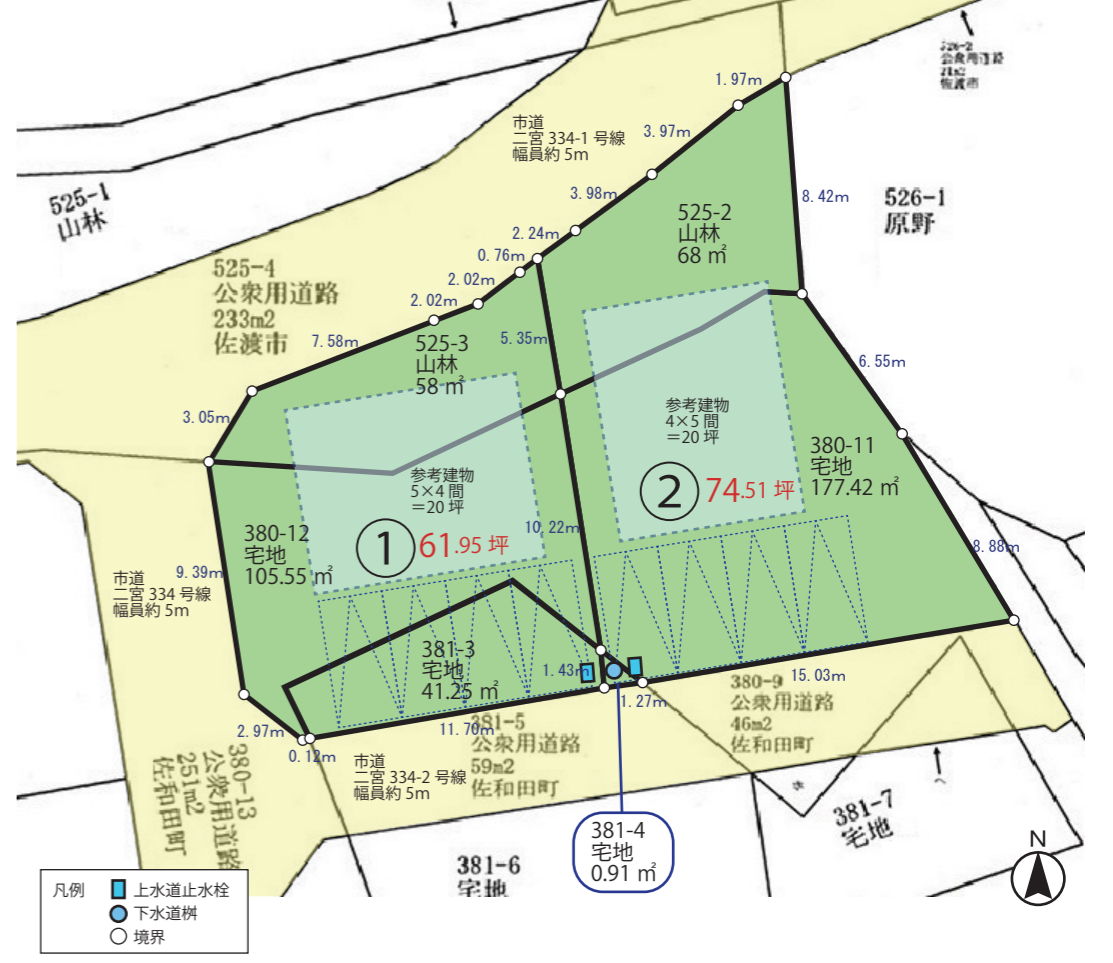 526-2
公衆用道路
21m2
佐渡市
1.97m
市道
二宮 334-1 号線
幅員約 5m
3.97m
525-1
山林
3.98m
8.42m
526-1
原野
525-2
山林
68 ㎡
2.24m
0.76m
2.02m
2.02m
525-4
公衆用道路
233m2
佐渡市
7.58m
525-3
山林
58 ㎡
5.35m
6.55m
3.05m
参考建物
4×5 間
=20 坪
380-11
宅地
177.42 ㎡
② 74.51 坪
参考建物
5×4 間
=20 坪
① 61.95 坪
10.22m
380-12
宅地
105.55 ㎡
8.88m
市道
二宮 334 号線
幅員約 5m
9.39m
381-3
宅地
41.25 ㎡
1.43m
15.03m
1.27m
380-9
公衆用道路
46m2
佐和田町
11.70m
2.97m
0.12m
381-5
公衆用道路
59m2
佐和田町
市道
二宮 334-2 号線
幅員約 5m
380-13
公衆用道路
251m2
佐和田町
381-7
宅地
381-4
宅地
0.91 ㎡
381-6
宅地
N
凡例
上水道止水栓
下水道桝
境界